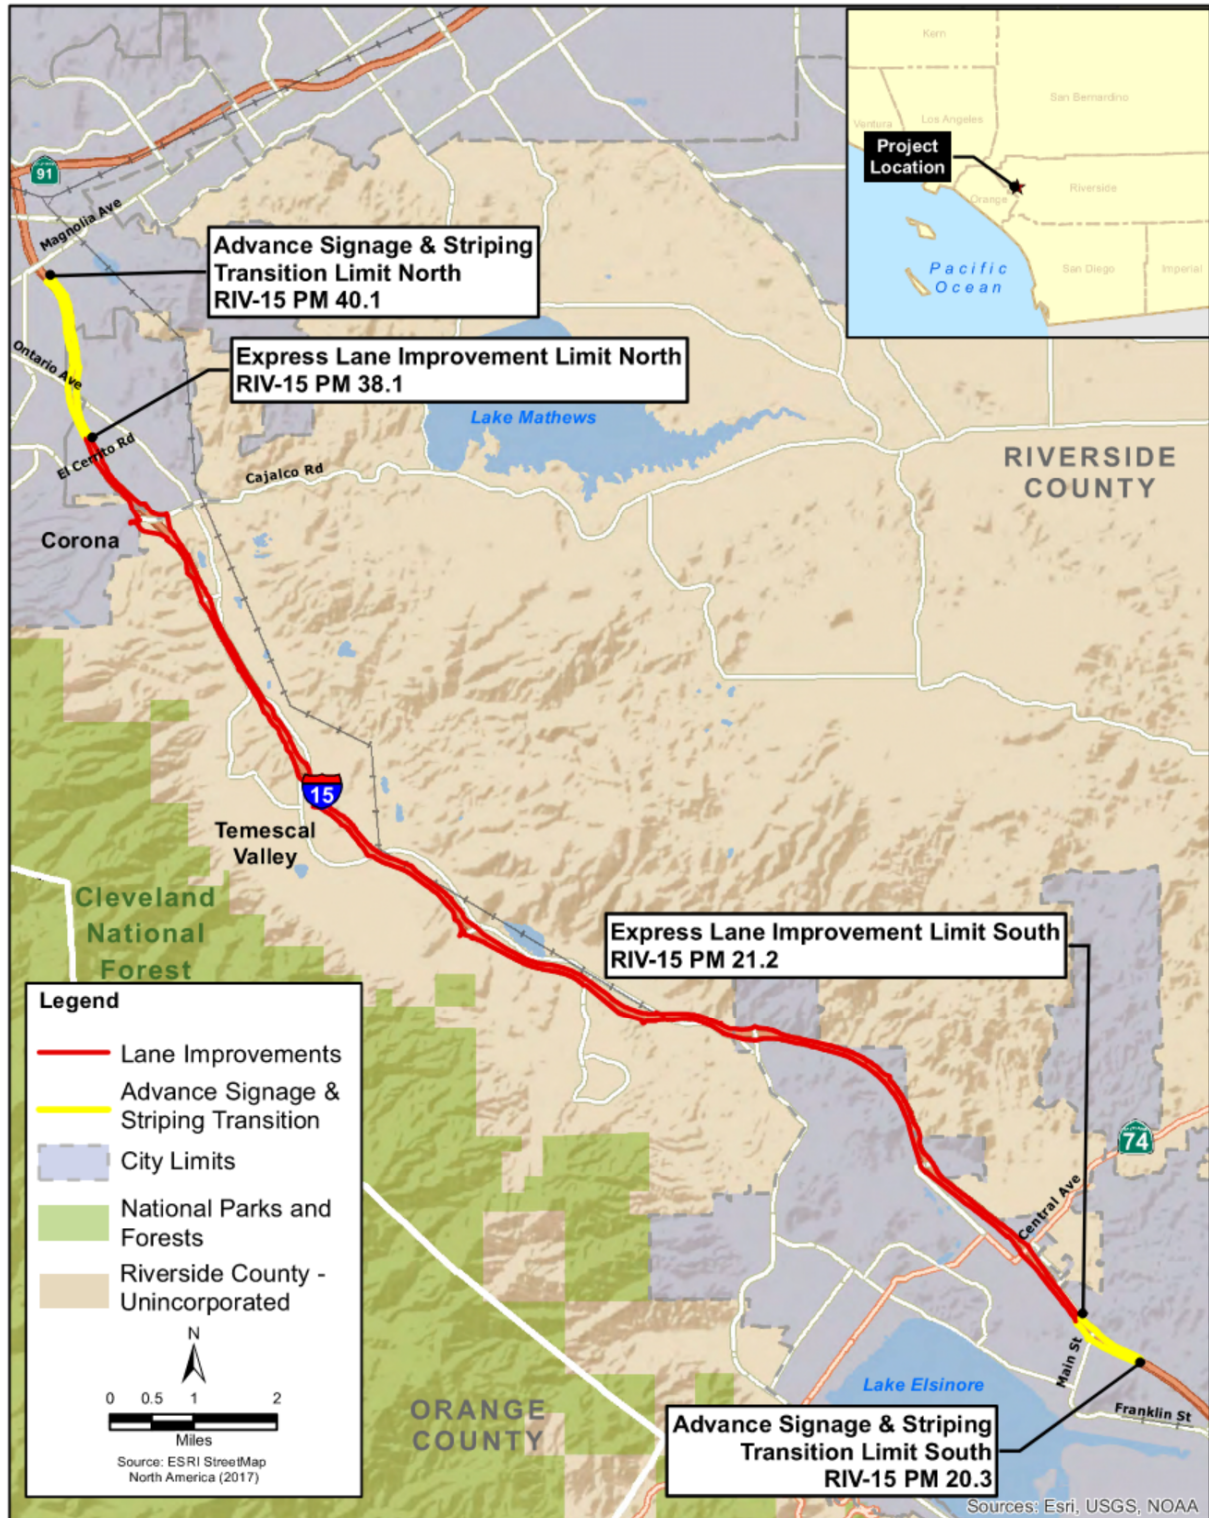 Kern
San Bernardino
Ventura
Los Angeles
Project
Location
Riverside
Orange
Pacific
Ocean
San Diego
Imperial
91
Magnolia Ave
Advance Signage & Striping
Transition Limit North
RIV-15 PM 40.1
Ontario Ave
Express Lane Improvement Limit North
RIV-15 PM 38.1
Lake Mathews
El Cerrito Rd
Cajalco Rd
RIVERSIDE
COUNTY
Corona
15
Temescal
Valley
Cleveland
National
Forest
Express Lane Improvement Limit South
RIV-15 PM 21.2
Legend
Lane Improvements
Advance Signage &
Striping Transition
City Limits
National Parks and
Forests
Riverside County -
Unincorporated
N
0 0.5 1 2
Miles
Source: ESRI StreetMap
North America (2017)
74
Central Ave
Main St
Lake Elsinore
Franklin St
ORANGE
COUNTY
Advance Signage & Striping
Transition Limit South
RIV-15 PM 20.3
Sources: Esri, USGS, NOAA